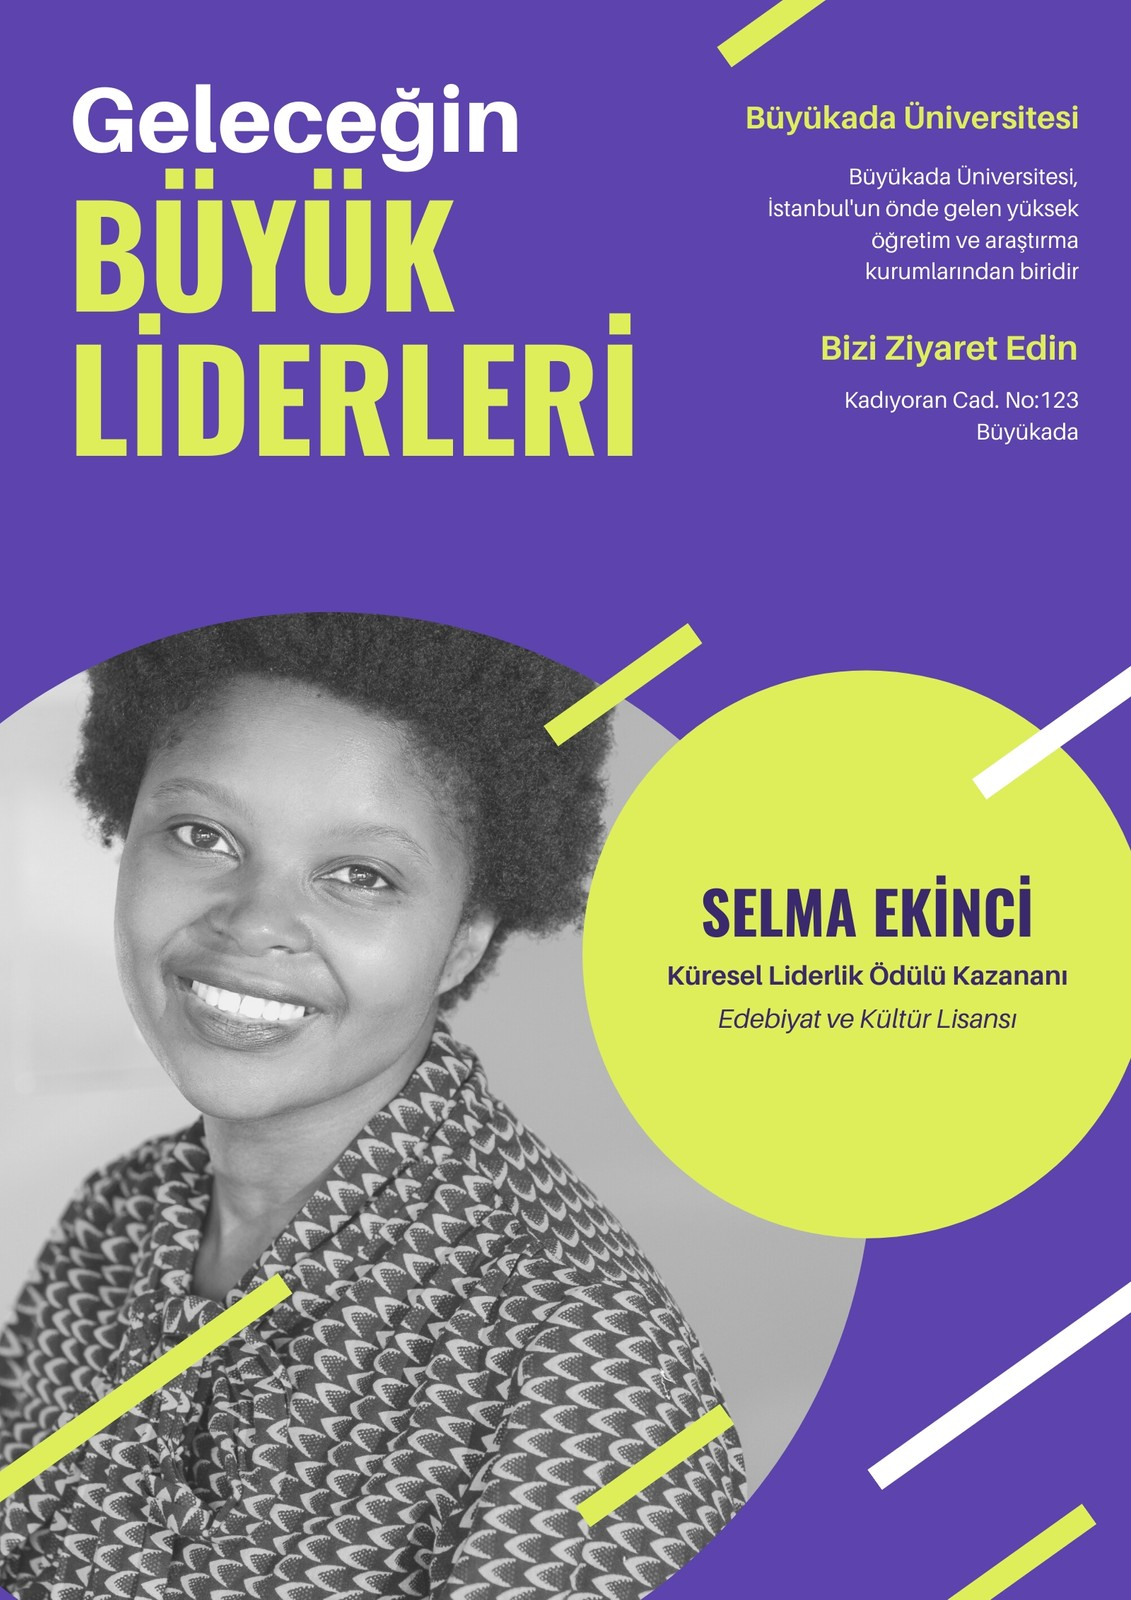 Geleceğin
BÜYÜK
LİDERLERİ
Büyükada Üniversitesi
Büyükada Üniversitesi,
İstanbul'un önde gelen yüksek
öğretim ve araştırma
kurumlarından biridir
Bizi Ziyaret Edin
Kadıyoran Cad. No:123
Büyükada
SELMA EKİNCİ
Küresel Liderlik Ödülü Kazananı
Edebiyat ve Kültür Lisansı